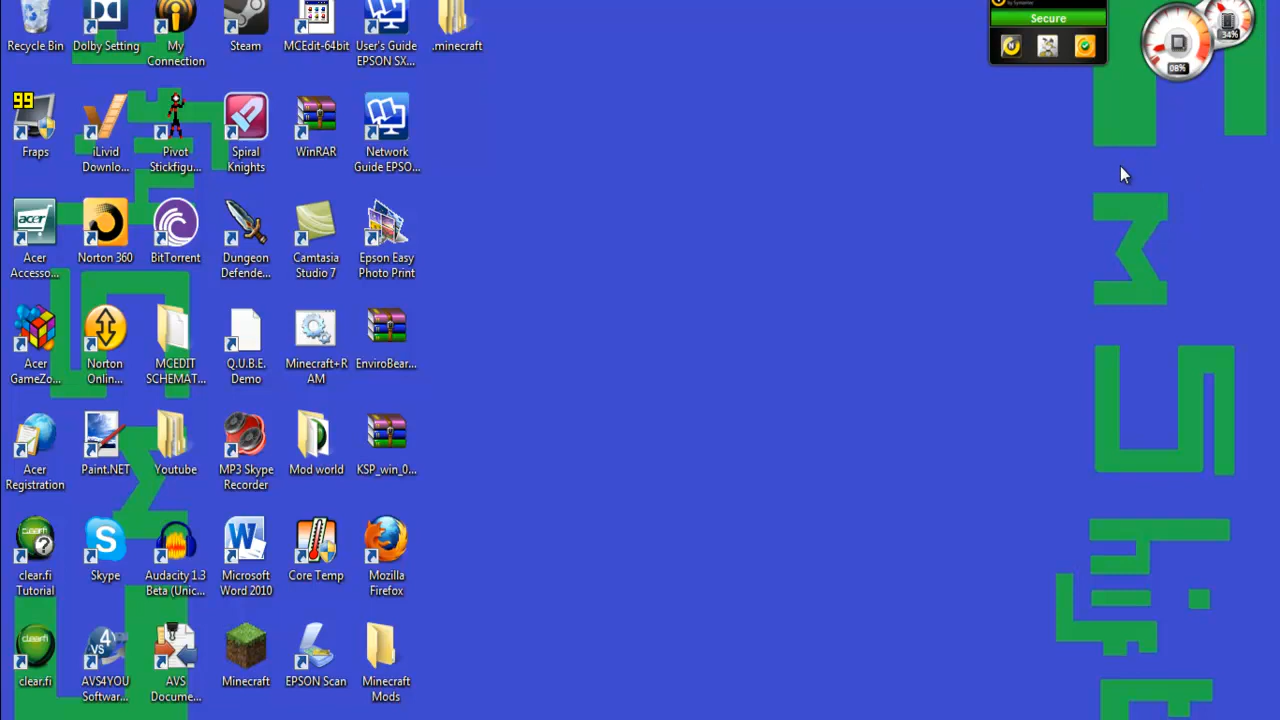 Recycle Bin
Dolby Setting
My
Connection
Steam
MCEdit-64bit
User's Guide
EPSON SX...
.minecraft
Secure
34%
08%
99
Fraps
iLivid
Downlo...
Pivot
Stickfigu...
Spiral
Knights
WinRAR
Network
Guide EPSO...
acer
Acer
Accesso...
Norton 360
BitTorrent
Dungeon
Defende...
Camtasia
Studio 7
Epson Easy
Photo Print
Acer
GameZo...
Norton
Onlin...
MCEDIT
SCHEMAT...
Q.U.B.E.
Demo
Minecraft+R
AM
EnviroBear...
Acer
Registration
Paint.NET
Youtube
MP3 Skype
Recorder
Mod world
KSP_win_0...
clear.fi
Tutorial
Skype
Audacity 1.3
Beta (Unic...
Microsoft
Word 2010
Core Temp
Mozilla
Firefox
clear.fi
AVS4YOU
Softwar...
AVS
Docume...
Minecraft
EPSON Scan
Minecraft
Mods